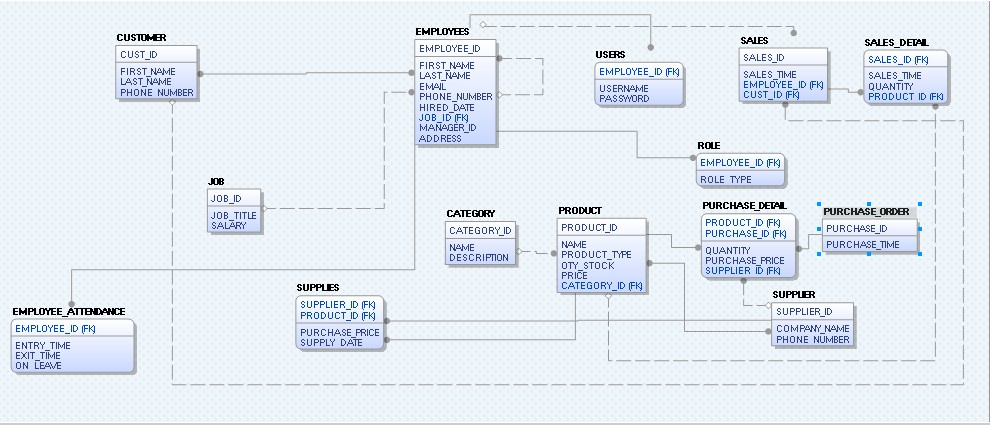 CUSTOMER
CUST_ID
FIRST_NAME
LAST_NAME
PHONE_NUMBER
EMPLOYEES
EMPLOYEE_ID
FIRST_NAME
LAST_NAME
EMAIL
PHONE_NUMBER
HIRED_DATE
JOB_ID (FK)
MANAGER_ID
ADDRESS
USERS
EMPLOYEE_ID (FK)
USERNAME
PASSWORD
SALES
SALES_ID
SALES_TIME
EMPLOYEE_ID (FK)
CUST_ID (FK)
SALES_DETAIL
SALES_ID (FK)
SALES_TIME
QUANTITY
PRODUCT_ID (FK)
ROLE
EMPLOYEE_ID (FK)
ROLE_TYPE
JOB
JOB_ID
JOB_TITLE
SALARY
CATEGORY
CATEGORY_ID
NAME
DESCRIPTION
PRODUCT
PRODUCT_ID
NAME
PRODUCT_TYPE
QTY_STOCK
PRICE
CATEGORY_ID (FK)
PURCHASE_DETAIL
PRODUCT_ID (FK)
PURCHASE_ID (FK)
QUANTITY
PURCHASE_PRICE
SUPPLIER_ID (FK)
PURCHASE_ORDER
PURCHASE_ID
PURCHASE_TIME
EMPLOYEE_ATTENDANCE
EMPLOYEE_ID (FK)
ENTRY_TIME
EXIT_TIME
ON_LEAVE
SUPPLIES
SUPPLIER_ID (FK)
PRODUCT_ID (FK)
PURCHASE_PRICE
SUPPLY_DATE
SUPPLIER
SUPPLIER_ID
COMPANY_NAME
PHONE_NUMBER